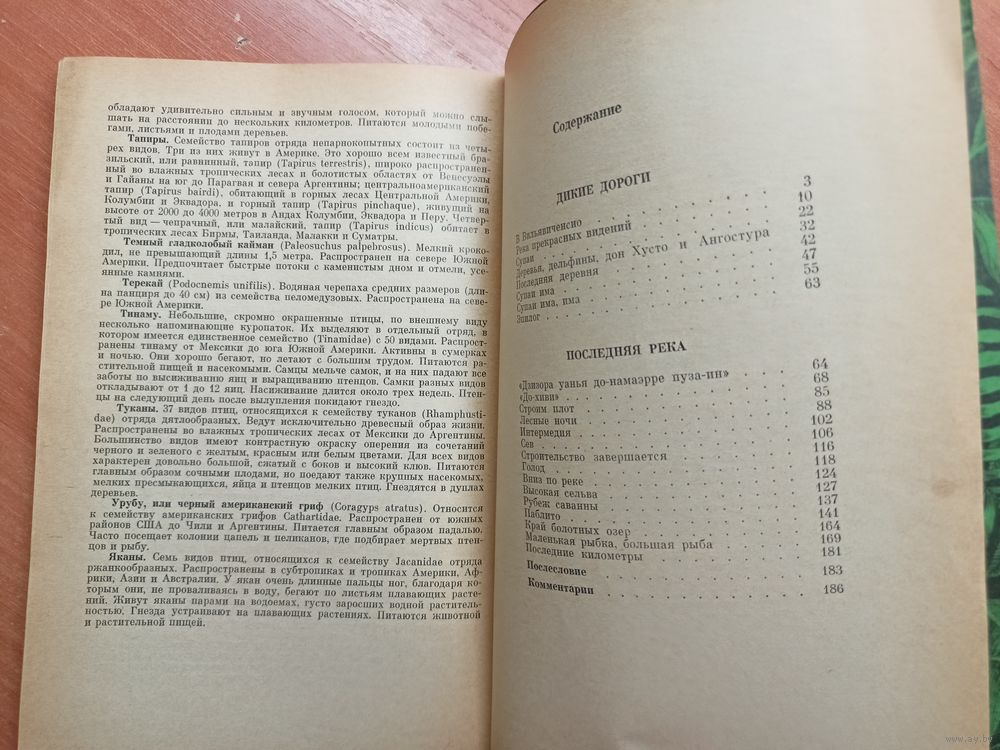 обладают удивительно сильным и звучным голосом, который можно слы-
шать на расстоянии до нескольких километров. Питаются молодыми побе-
гами, листьями и плодами деревьев.
Тапиры. Семейство тапиров отряда непарнокопытных состоит из четы-
рех видов. Три из них живут в Америке. Это хорошо всем известный бра-
зильский, или равнинный, тапир (Tapirus terrestris), широко распространен-
ный во влажных тропических лесах и болотистых областях от Венесуэлы
и Гайаны на юг до Парагвая и севера Аргентины; центральноамериканский
тапир (Tapirus bairdi), обитающий в горных лесах Центральной Америки,
Колумбии и Эквадора, и горный тапир (Tapirus pinchaque), живущий на
высоте от 2000 до 4000 метров в Андах Колумбии, Эквадора и Перу. Четвер-
тый вид — чепрачный, или малайский, тапир (Tapirus indicus) обитает в
тропических лесах Бирмы, Таиланда, Малакки и Суматры.
Темный гладколобый кайман (Paleosuchus palpebrosus). Мелкий кроко-
дил, не превышающий длины 1,5 метра. Распространен на севере Южной
Америки. Предпочитает быстрые потоки с каменистым дном и отмели, усе-
янные камнями.
Терекай (Podocnemis unifilis). Водяная черепаха средних размеров (дли-
на панциря до 40 см) из семейства пеломедузовых. Распространена на севе-
ре Южной Америки.
Тинаму. Небольшие, скромно окрашенные птицы, по внешнему виду
несколько напоминающие куропаток. Их выделяют в отдельный отряд, в
котором имеется единственное семейство (Tinamidae) с 50 видами. Распрост-
ранены тинаму от Мексики до юга Южной Америки. Активны в сумерках
и ночью. Они хорошо бегают, но летают с большим трудом. Питаются ра-
стительной пищей и насекомыми. Самцы мельче самок, и на них падают все
заботы по высиживанию яиц и выращиванию птенцов. Самки разных видов
откладывают от 1 до 12 яиц. Насиживание длится около трех недель. Птен-
цы на следующий день после вылупления покидают гнездо.
Туканы. 37 видов птиц, относящихся к семейству туканов (Rhamphusti-
dae) отряда дятлообразных. Ведут исключительно древесный образ жизни.
Распространены во влажных тропических лесах от Мексики до Аргентины.
Большинство видов имеют контрастную окраску оперения из сочетаний
черного и зеленого с желтым, красным или белым цветами. Для всех видов
характерен довольно большой, сжатый с боков и высокий клюв. Питаются
главным образом сочными плодами, но поедают также крупных насекомых,
мелких пресмыкающихся, яйца и птенцов мелких птиц. Гнездятся в дуплах
деревьев.
Урубу, или черный американский гриф (Coragyps atratus). Относится
к семейству американских грифов Cathartidae. Распространен от южных
районов США до Чили и Аргентины. Питается главным образом падалью.
Часто посещает колонии цапель и пеликанов, где подбирает мертвых птен-
цов и рыбу.
Яканы. Семь видов птиц, относящихся к семейству Jacanidae отряда
ржанкообразных. Распространены в субтропиках и тропиках Америки, Аф-
рики, Азии и Австралии. У якан очень длинные пальцы ног, благодаря ко-
торым они, не проваливаясь в воду, бегают по листьям плавающих расте-
ний. Живут яканы парами на водоемах, густо заросших водной раститель-
ностью. Гнезда устраивают на плавающих растениях. Питаются животной
и растительной пищей.
Содержание
ДИКИЕ ДОРОГИ
В Вильявиченсио 3
Река прекрасных видений 10
Супаи 22
Деревья, дельфины, дон Хусто и Ангостура 32
Последняя деревня 42
Супаи има 47
Супаи има, има 55
Эпилог 63
ПОСЛЕДНЯЯ РЕКА
«Дзизора уанья до-намаэрре пуза-ин» 64
«До-хиви» 68
Строим плот 85
Лесные ночи 88
Интермедия 102
Сев 106
Строительство завершается 116
Голод 118
Вниз по реке 124
Высокая сельва 127
Рубеж саванны 137
Паблито 141
Край болотных озер 164
Маленькая рыбка, большая рыба 169
Последние километры 181
Послесловие 183
Комментарии 186
www.ay.by